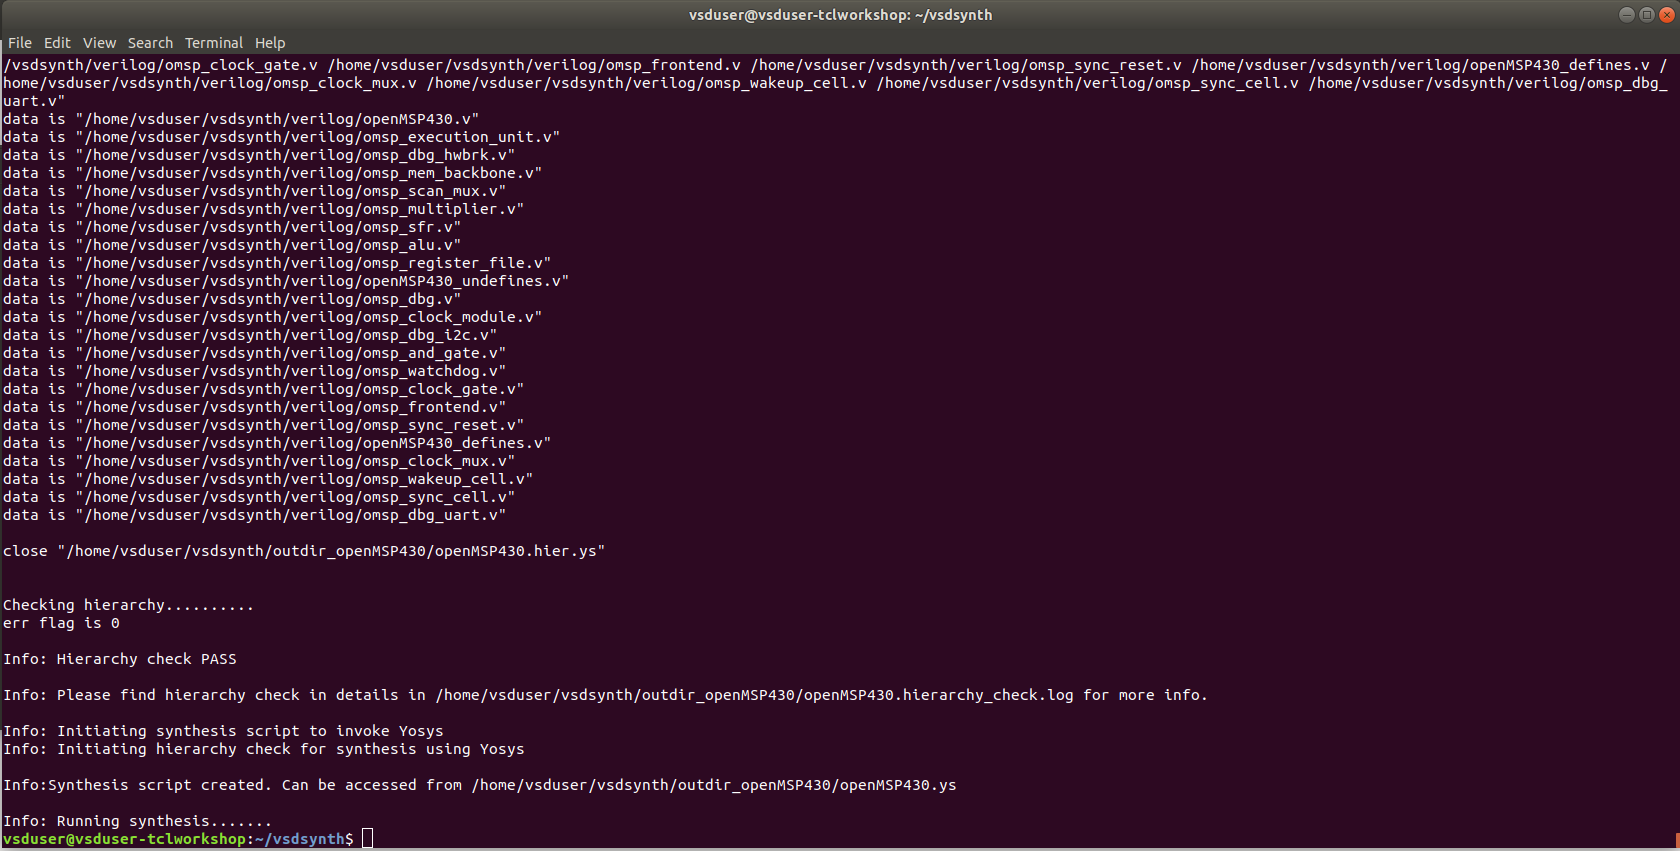 vsduser@vsduser-tclworkshop: ~/vsdsynth
File Edit View Search Terminal Help
/vsdsynth/verilog/omsp_clock_gate.v /home/vsduser/vsdsynth/verilog/omsp_frontend.v /home/vsduser/vsdsynth/verilog/omsp_sync_reset.v /home/vsduser/vsdsynth/verilog/openMSP430_defines.v /
home/vsduser/vsdsynth/verilog/omsp_clock_mux.v /home/vsduser/vsdsynth/verilog/omsp_wakeup_cell.v /home/vsduser/vsdsynth/verilog/omsp_sync_cell.v /home/vsduser/vsdsynth/verilog/omsp_dbg_
uart.v"
data is "/home/vsduser/vsdsynth/verilog/openMSP430.v"
data is "/home/vsduser/vsdsynth/verilog/omsp_execution_unit.v"
data is "/home/vsduser/vsdsynth/verilog/omsp_dbg_hwbrk.v"
data is "/home/vsduser/vsdsynth/verilog/omsp_mem_backbone.v"
data is "/home/vsduser/vsdsynth/verilog/omsp_scan_mux.v"
data is "/home/vsduser/vsdsynth/verilog/omsp_multiplier.v"
data is "/home/vsduser/vsdsynth/verilog/omsp_sfr.v"
data is "/home/vsduser/vsdsynth/verilog/omsp_alu.v"
data is "/home/vsduser/vsdsynth/verilog/omsp_register_file.v"
data is "/home/vsduser/vsdsynth/verilog/openMSP430_undefines.v"
data is "/home/vsduser/vsdsynth/verilog/omsp_dbg.v"
data is "/home/vsduser/vsdsynth/verilog/omsp_clock_module.v"
data is "/home/vsduser/vsdsynth/verilog/omsp_dbg_i2c.v"
data is "/home/vsduser/vsdsynth/verilog/omsp_and_gate.v"
data is "/home/vsduser/vsdsynth/verilog/omsp_watchdog.v"
data is "/home/vsduser/vsdsynth/verilog/omsp_clock_gate.v"
data is "/home/vsduser/vsdsynth/verilog/omsp_frontend.v"
data is "/home/vsduser/vsdsynth/verilog/omsp_sync_reset.v"
data is "/home/vsduser/vsdsynth/verilog/openMSP430_defines.v"
data is "/home/vsduser/vsdsynth/verilog/omsp_clock_mux.v"
data is "/home/vsduser/vsdsynth/verilog/omsp_wakeup_cell.v"
data is "/home/vsduser/vsdsynth/verilog/omsp_sync_cell.v"
data is "/home/vsduser/vsdsynth/verilog/omsp_dbg_uart.v"
close "/home/vsduser/vsdsynth/outdir_openMSP430/openMSP430.hier.ys"
Checking hierarchy..........
err flag is 0
Info: Hierarchy check PASS
Info: Please find hierarchy check in details in /home/vsduser/vsdsynth/outdir_openMSP430/openMSP430.hierarchy_check.log for more info.
Info: Initiating synthesis script to invoke Yosys
Info: Initiating hierarchy check for synthesis using Yosys
Info:Synthesis script created. Can be accessed from /home/vsduser/vsdsynth/outdir_openMSP430/openMSP430.ys
Info: Running synthesis.......
vsduser@vsduser-tclworkshop:~/vsdsynth$